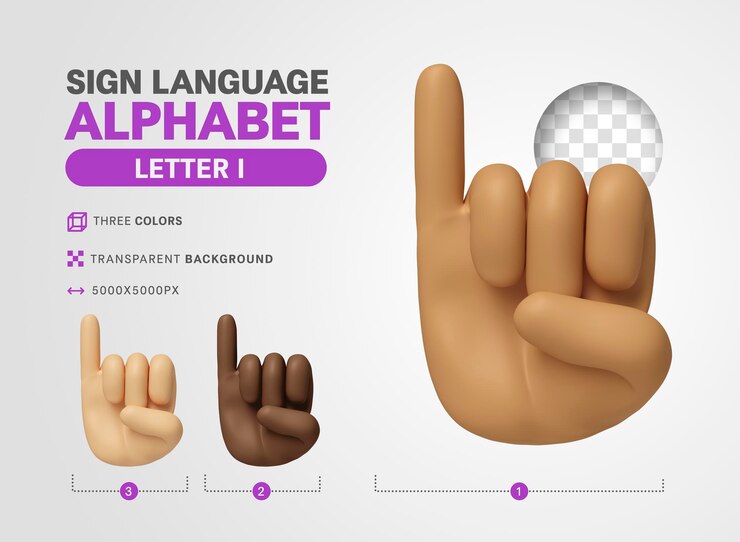 SIGN LANGUAGE
ALPHABET
LETTER I
THREE COLORS
TRANSPARENT BACKGROUND
5000X5000PX
3
2
1